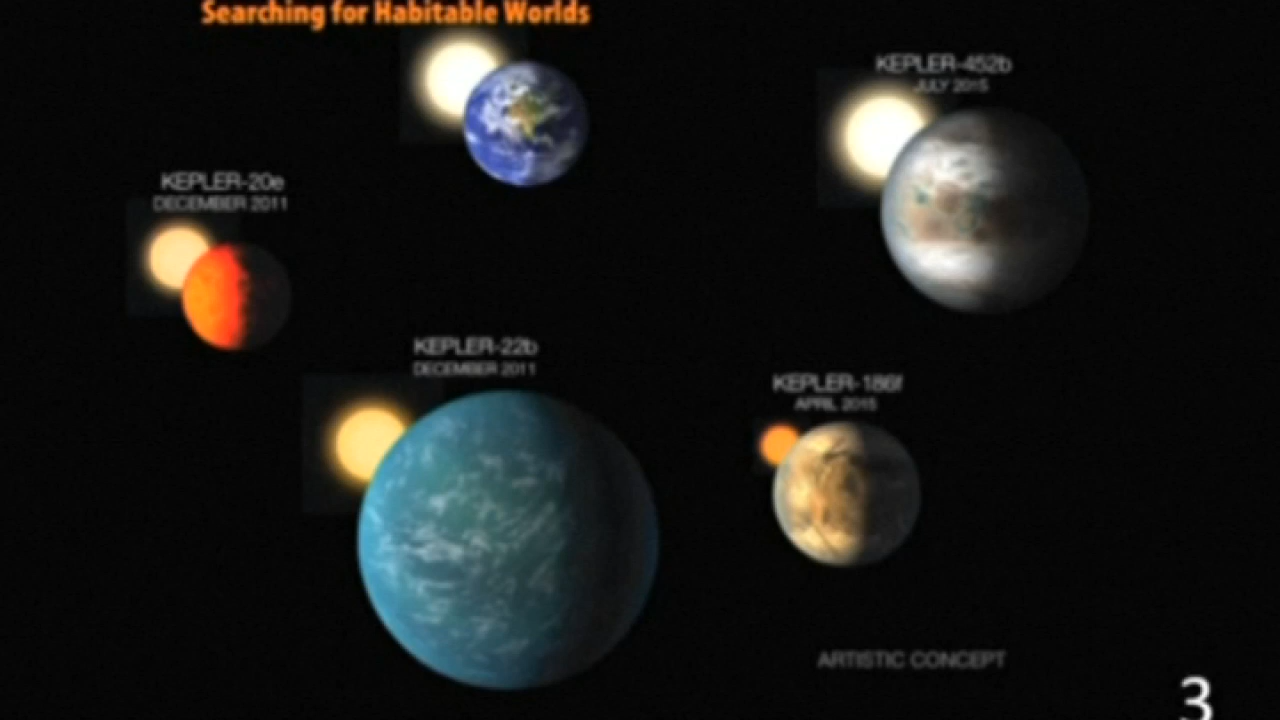 Searching for Habitable Worlds
KEPLER-452b
JULY 2015
KEPLER-20e
DECEMBER 2011
KEPLER-22b
DECEMBER 2011
KEPLER-186f
APRIL 2015
ARTISTIC CONCEPT
3